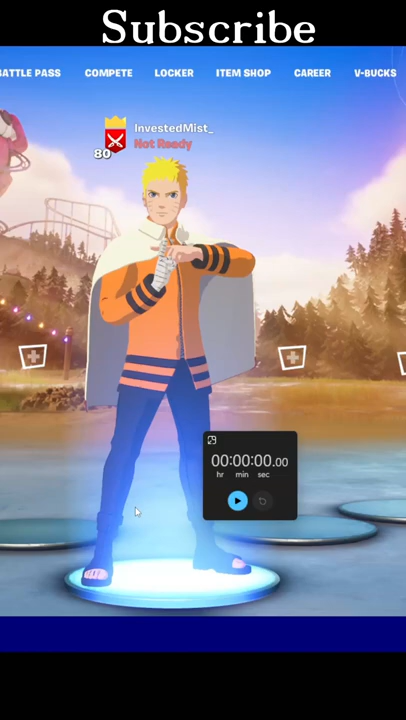 Subscribe
BATTLE PASS COMPETE LOCKER ITEM SHOP CAREER V-BUCKS
InvestedMist_
Not Ready
80
00:00:00.00
hr min sec